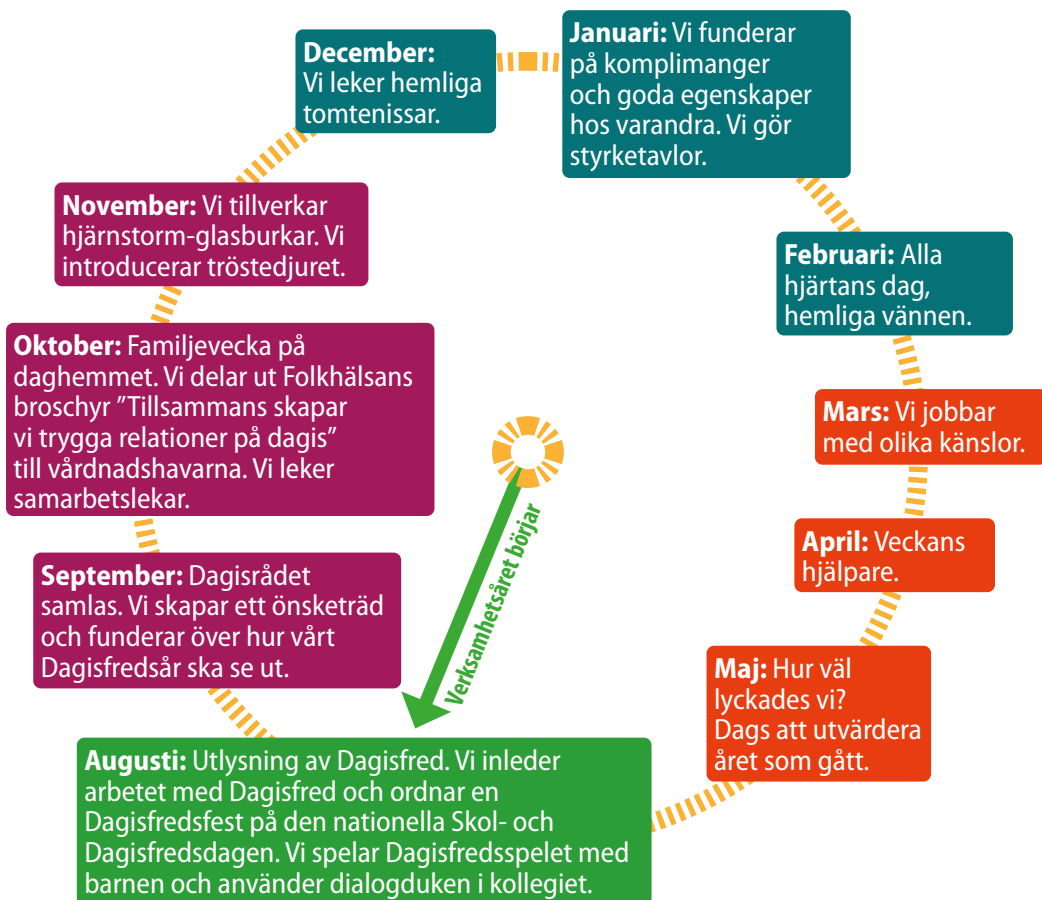 December:
Vi leker hemliga
tomtenissar.
Januari: Vi funderar
på komplimanger
och goda egenskaper
hos varandra. Vi gör
styrketavlor.
Februari: Alla
hjärtans dag,
hemliga vännen.
Mars: Vi jobbar
med olika känslor.
April: Veckans
hjälpare.
Maj: Hur väl
lyckades vi?
Dags att utvärdera
året som gått.
Augusti: Utlysning av Dagisfred. Vi inleder
arbetet med Dagisfred och ordnar en
Dagisfredsfest på den nationella Skol- och
Dagisfredsdagen. Vi spelar Dagisfredsspelet med
barnen och använder dialogduken i kollegiet.
September: Dagisrådet
samlas. Vi skapar ett önsketräd
och funderar över hur vårt
Dagisfredsår ska se ut.
Oktober: Familjevecka på
daghemmet. Vi delar ut Folkhälsans
broschyr ”Tillsammans skapar
vi trygga relationer på dagis”
till vårdnadshavarna. Vi leker
samarbetslekar.
November: Vi tillverkar
hjärnstorm-glasburkar. Vi
introducerar tröstedjuret.
Verksamhetsåret börjar